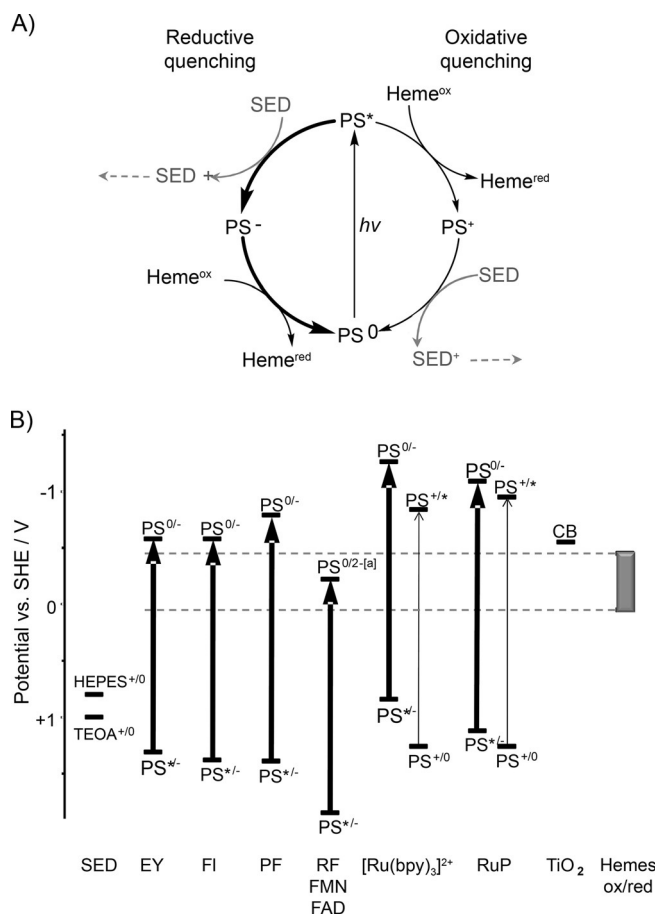 A)
Reductive
quenching
Oxidative
quenching
SED
Heme^ox
PS*
SED +
Heme^red
PS -
hν
PS+
Heme^ox
SED
PS 0
Heme^red
SED+
B)
Potential vs. SHE / V
-1
0
+1
HEPES+/0
TEOA+/0
PS0/-
PS*/-
PS0/-
PS*/-
PS0/-
PS*/-
PS0/2-[a]
PS*/-
PS0/-
PS+/*
PS*/-
PS+/0
PS0/-
PS+/*
PS*/-
PS+/0
CB
SED EY Fl PF RF [Ru(bpy)3]2+ RuP TiO2 Hemes
FMN ox/red
FAD